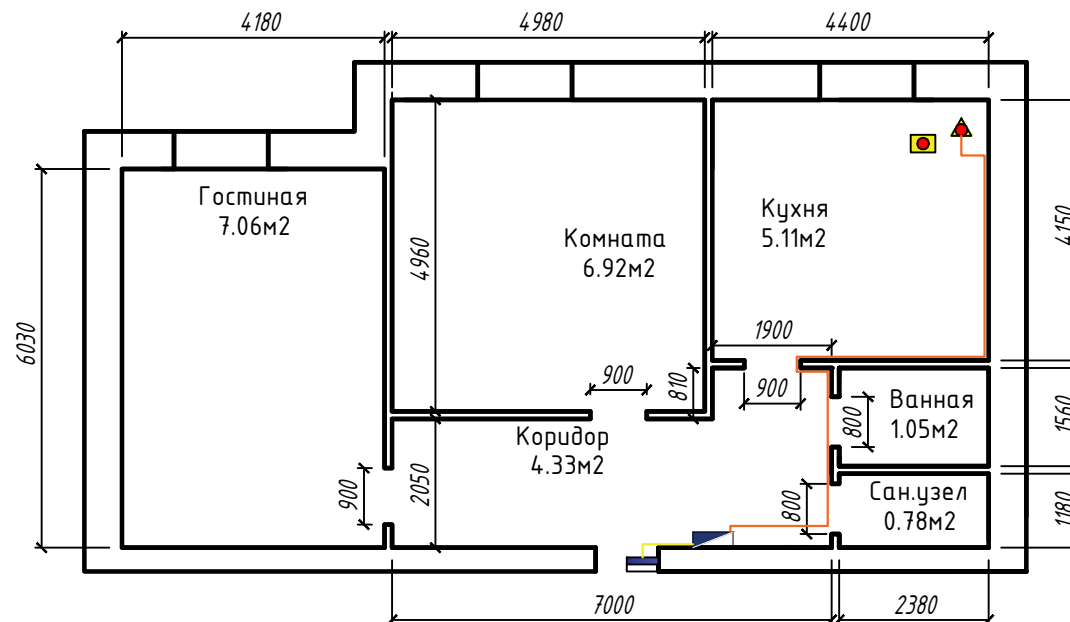 4180
4980
4400
Гостиная
7.06м2
Комната
6.92м2
Кухня
5.11м2
4960
4150
6030
1900
900
810
900
Ванная
1.05м2
800
1560
Коридор
4.33м2
2050
900
800
Сан.узел
0.78м2
1180
7000
2380